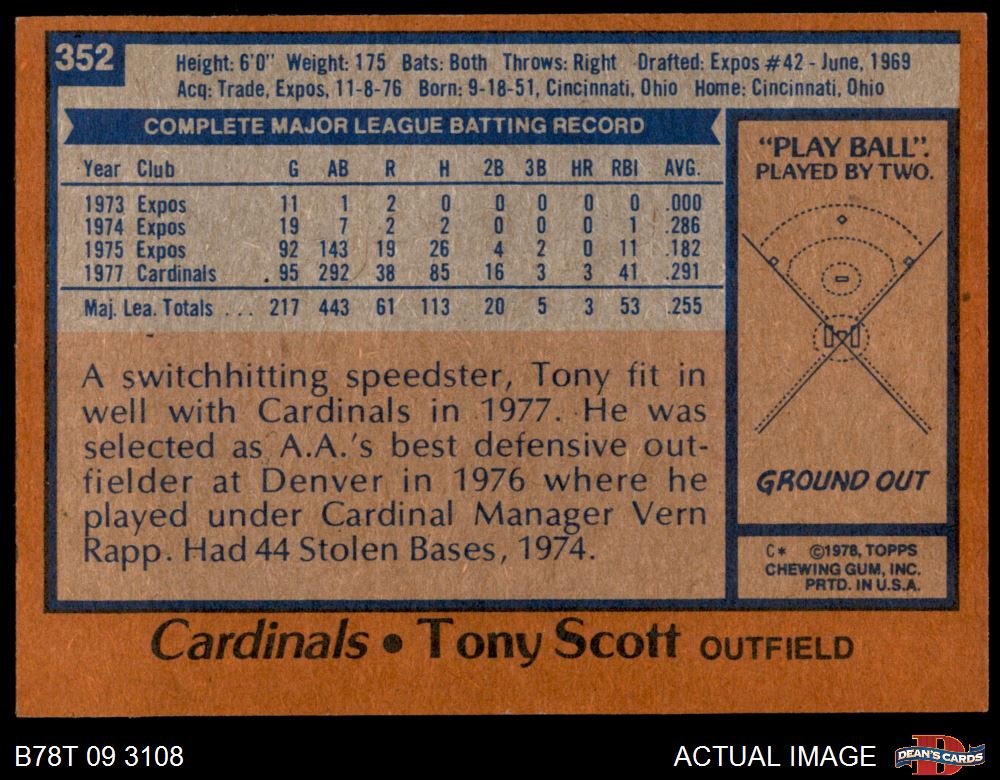 352
Height: 6'0" Weight: 175 Bats: Both Throws: Right Drafted: Expos #42 - June, 1969
Acq: Trade, Expos, 11-8-76 Born: 9-18-51, Cincinnati, Ohio Home: Cincinnati, Ohio
COMPLETE MAJOR LEAGUE BATTING RECORD
Year Club G AB R H 2B 3B HR RBI AVG.
1973 Expos 11 1 2 0 0 0 0 0 .000
1974 Expos 19 7 2 2 0 0 0 1 .286
1975 Expos 92 143 19 26 4 2 0 11 .182
1977 Cardinals . 95 292 38 85 16 3 3 41 .291
Maj. Lea. Totals . . . 217 443 61 113 20 5 3 53 .255
A switchhitting speedster, Tony fit in
well with Cardinals in 1977. He was
selected as A.A.'s best defensive out-
fielder at Denver in 1976 where he
played under Cardinal Manager Vern
Rapp. Had 44 Stolen Bases, 1974.
"PLAY BALL".
PLAYED BY TWO.
GROUND OUT
C* ©1978, TOPPS
CHEWING GUM, INC.
PRTD. IN U.S.A.
Cardinals • Tony Scott OUTFIELD
B78T 09 3108
ACTUAL IMAGE
D
DEAN'S CARDS